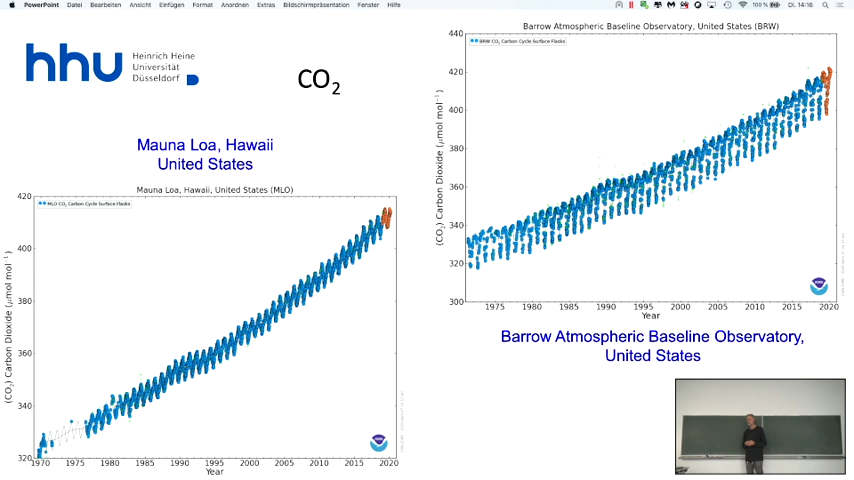 PowerPoint Datei Bearbeiten Ansicht Einfügen Format Anordnen Extras Bildschirmpräsentation Fenster Hilfe 100 % Di. 14:16
hhu Heinrich Heine
Universität
Düsseldorf
CO₂
Mauna Loa, Hawaii
United States
Mauna Loa, Hawaii, United States (MLO)
MLO CO₂ Carbon Cycle Surface Flasks
(CO₂) Carbon Dioxide (μmol mol⁻¹)
420
400
380
360
340
320
1970 1975 1980 1985 1990 1995 2000 2005 2010 2015 2020
Year
Barrow Atmospheric Baseline Observatory, United States (BRW)
BRW CO₂ Carbon Cycle Surface Flasks
(CO₂) Carbon Dioxide (μmol mol⁻¹)
440
420
400
380
360
340
320
300
1975 1980 1985 1990 1995 2000 2005 2010 2015 2020
Year
Barrow Atmospheric Baseline Observatory,
United States